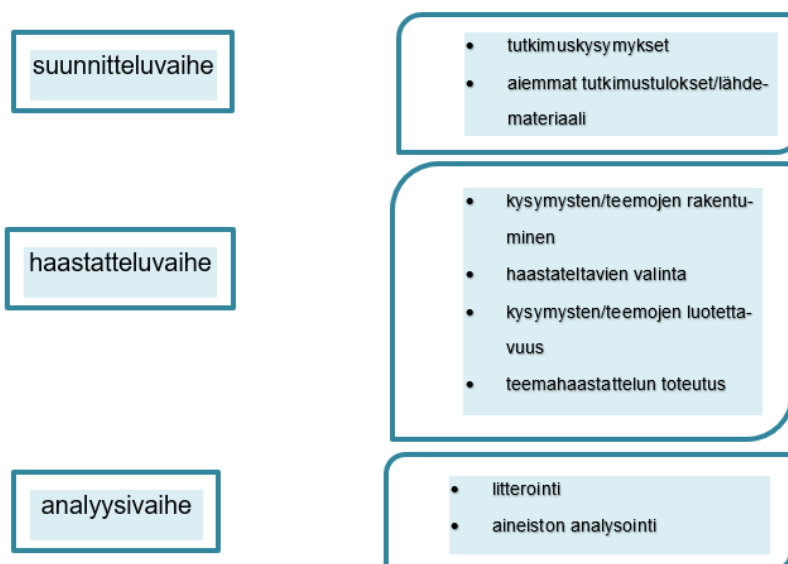 suunnitteluvaihe
• tutkimuskysymykset
• aiemmat tutkimustulokset/lähde-
materiaali
haastatteluvaihe
• kysymysten/teemojen rakentu-
minen
• haastateltavien valinta
• kysymysten/teemojen luotetta-
vuus
• teemahaastattelun toteutus
analyysivaihe
• litterointi
• aineiston analysointi